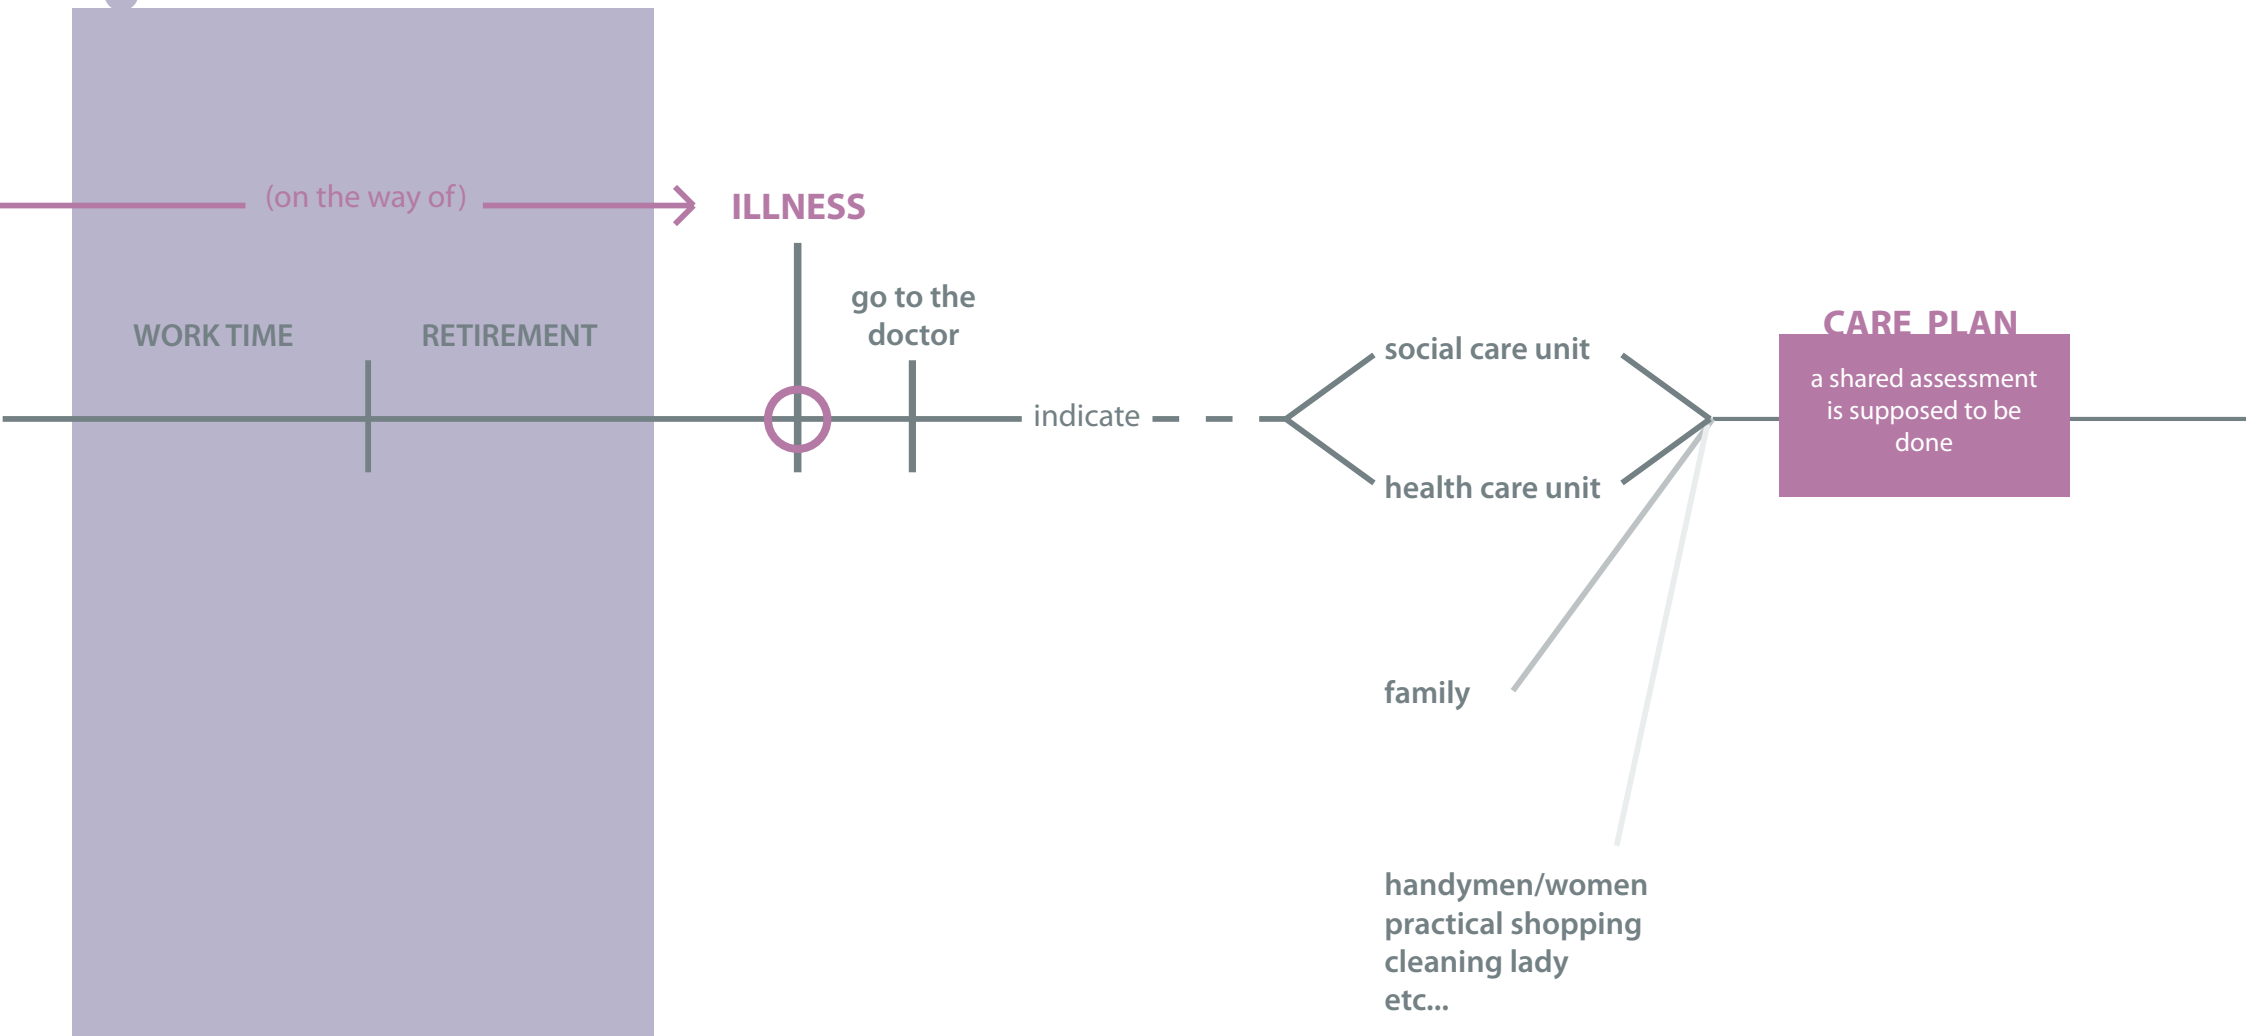 (on the way of)
ILLNESS
WORK TIME
RETIREMENT
go to the
doctor
indicate
social care unit
health care unit
family
handymen/women
practical shopping
cleaning lady
etc...
CARE PLAN
a shared assessment
is supposed to be
done